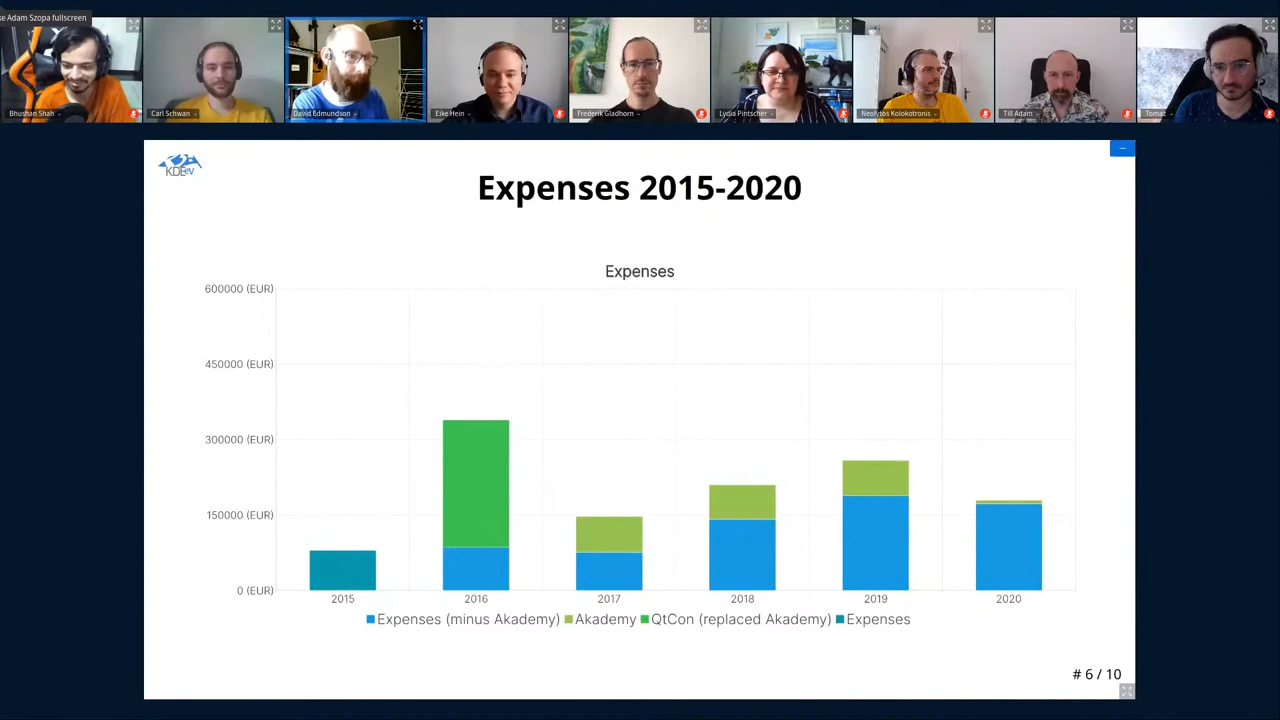 ke Adam Szopa fullscreen
Bhushan Shah
Carl Schwan
David Edmundson
Eike Hein
Frederik Gladhorn
Lydia Pintscher
Neofytos Kolokotronis
Till Adam
Tomaz
KDE eV
Expenses 2015-2020
Expenses
600000 (EUR)
450000 (EUR)
300000 (EUR)
150000 (EUR)
0 (EUR)
2015 2016 2017 2018 2019 2020
Expenses (minus Akademy) Akademy QtCon (replaced Akademy) Expenses
# 6 / 10